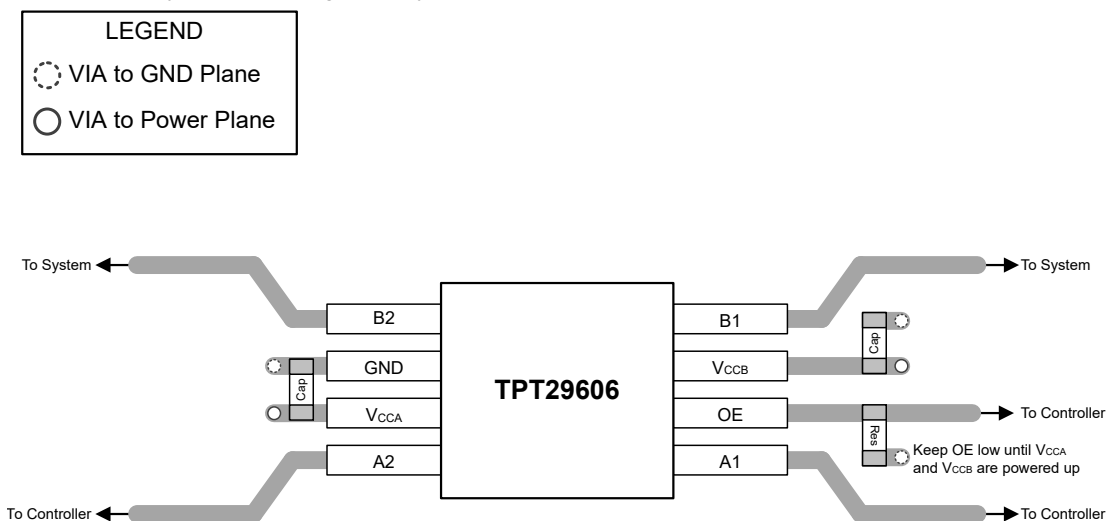 LEGEND
VIA to GND Plane
VIA to Power Plane
To System
To System
B2
B1
Cap
GND
VCCB
Cap
TPT29606
VCCA
OE
To Controller
Res
Keep OE low until VCCA
and VCCB are powered up
A2
A1
To Controller
To Controller